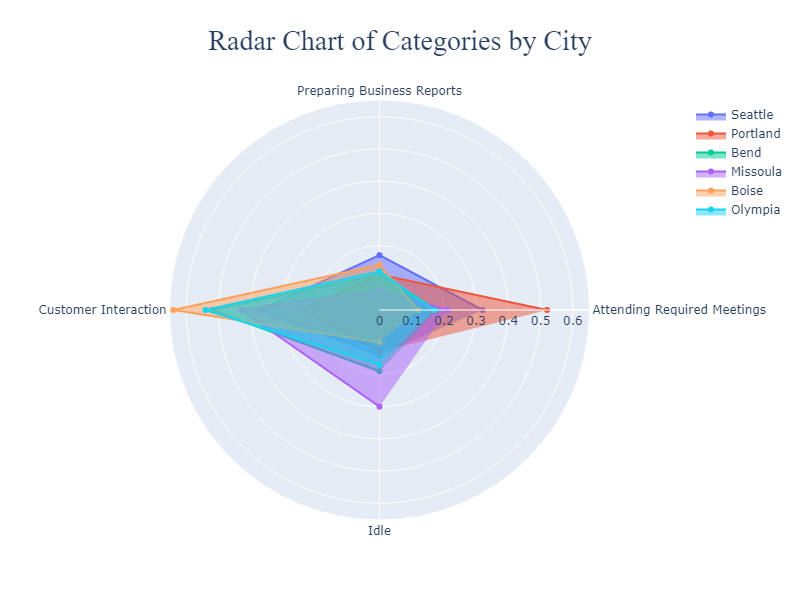 Radar Chart of Categories by City
Preparing Business Reports
Seattle
Portland
Bend
Missoula
Boise
Olympia
Customer Interaction
Attending Required Meetings
0 0.1 0.2 0.3 0.4 0.5 0.6
Idle